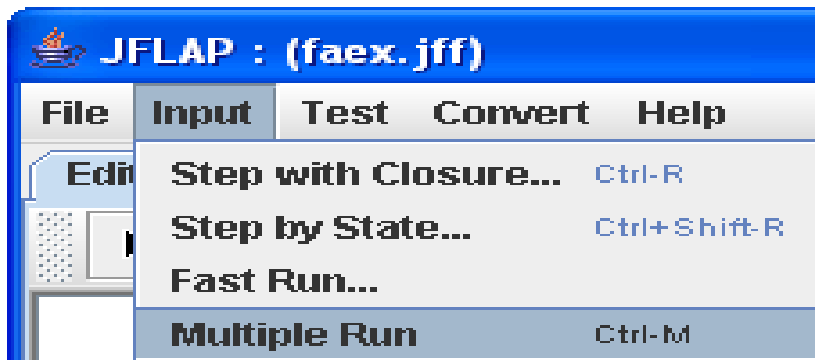 JFLAP : (faex.jff)
File Input Test Convert Help
Step with Closure... Ctrl-R
Step by State... Ctrl+Shift-R
Fast Run...
Multiple Run Ctrl-M